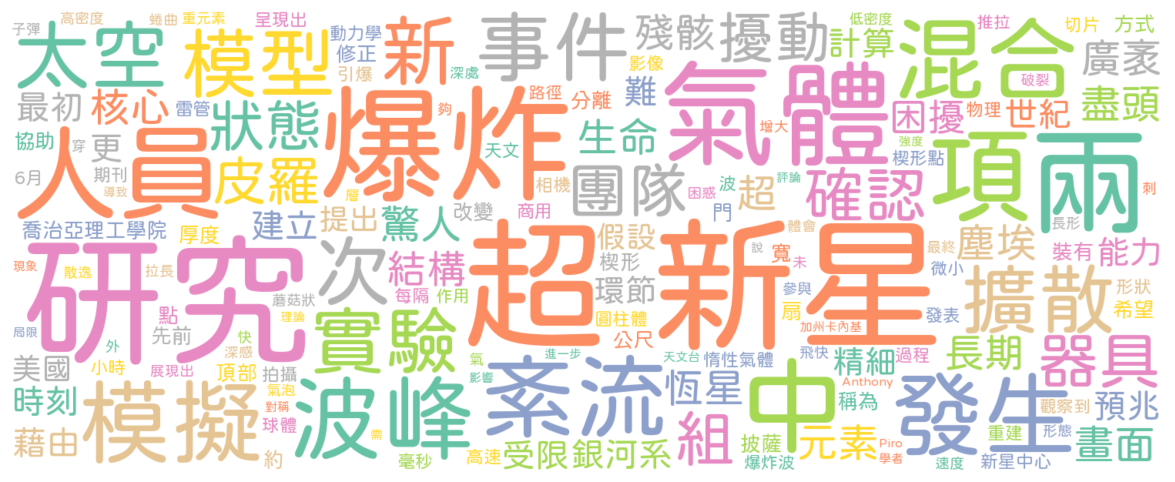 子彈
高密度
蜷曲
重元素
呈現出
動力學
修正
引爆
深處
新
事件
殘骸
擾動
影像
低密度
計算
推拉
切片
方式
混合
廣袤
太空
模型
破裂
最初
核心
雷管
狀態
爆炸
夠
路徑
分離
難
氣體
增大
困擾
物理
世紀
盡頭
協助
穿
更
人員
生命
天文
強度
楔形點
項
兩
6月
期刊
導致
皮羅
層
相機
團隊
困惑
波
評論
超
門
確認
刺
長形
喬治亞理工學院
厚度
建立
提出
驚人
改變
商用
體會
假設
說
寬
未
最終
塵埃
裝有
能力
現象
散逸
拉長
研究
次
結構
超新星
楔形
環節
參與
微小
擴散
形狀
希望
蘑菇狀
理論
點
先前
每隔
作用
圓柱體
扇
發表
局限
外
快
實驗
公尺
加州卡內基
美國
小時
深感
展現出
頂部
拍攝
氣
影響
進一步
天文台
惰性氣體
飛快
精細
過程
長期
器具
時刻
模擬
氣泡
對稱
球體
波峰
紊流
恆星
中
Anthony
稱為
發生
觀察到
預兆
藉由
約
需
毫秒
高速
受限
銀河系
組
披薩
爆炸波
元素
Piro
學者
速度
重建
形態
新星中心
畫面